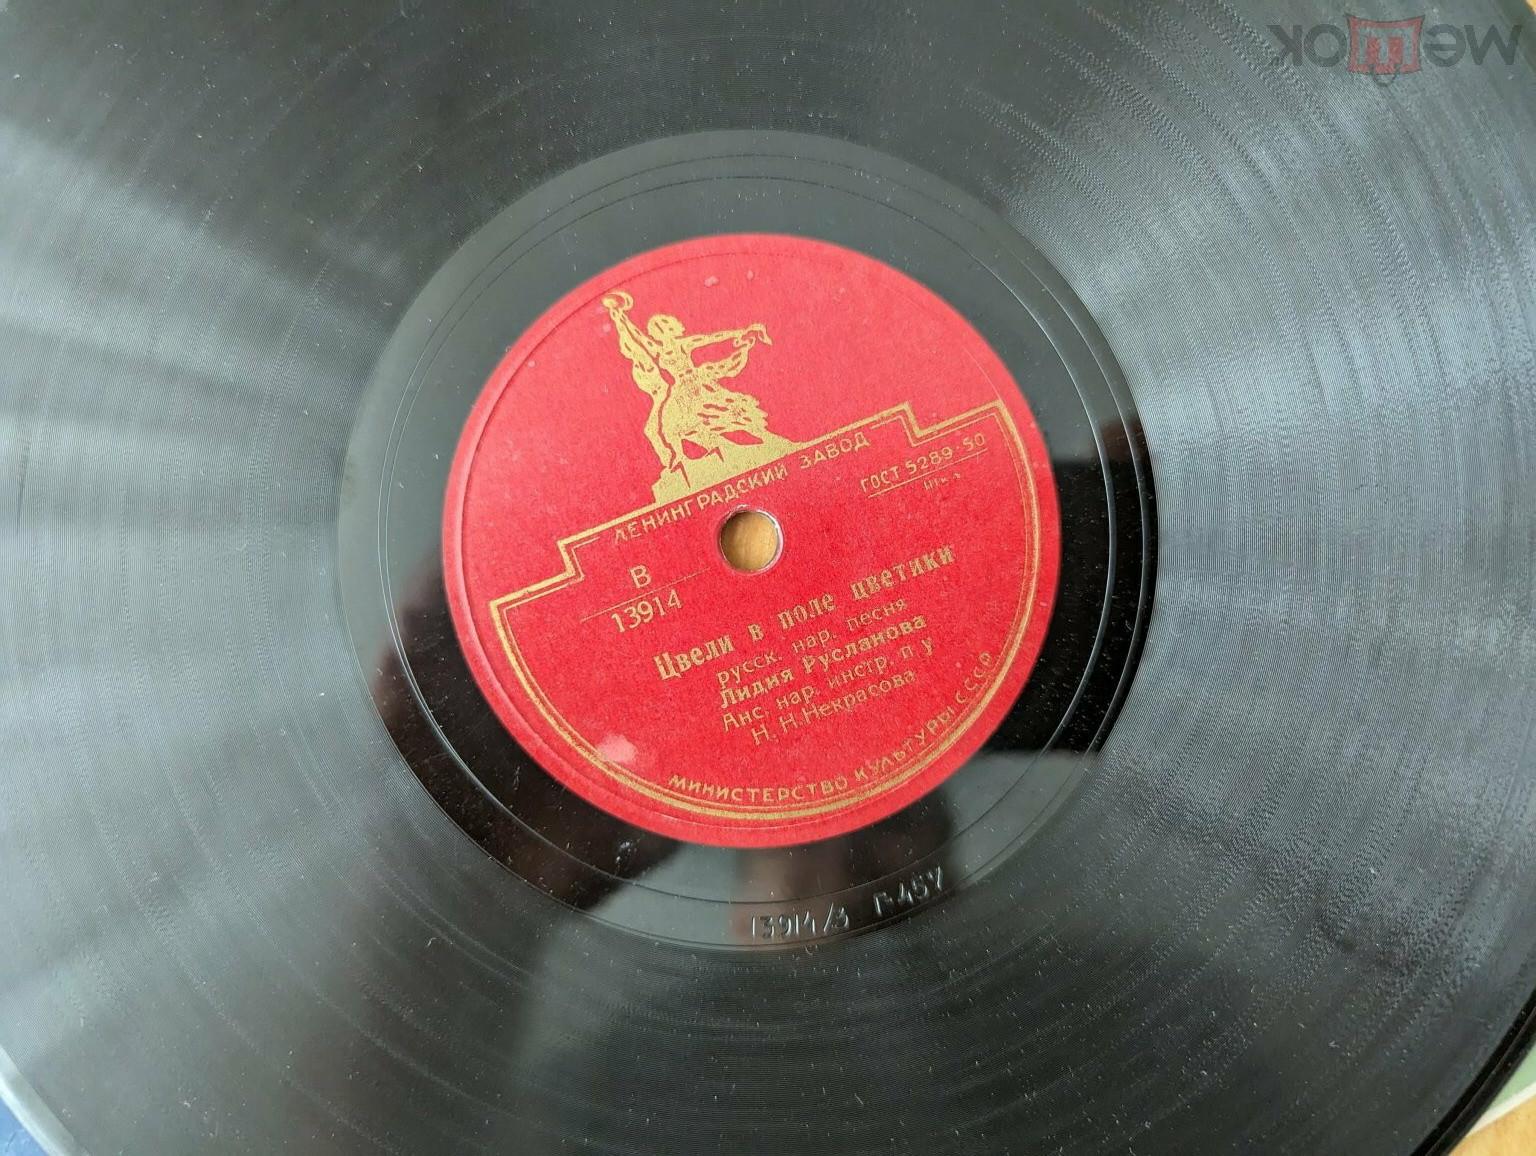 мешок
ЛЕНИНГРАДСКИЙ ЗАВОД
ГОСТ 5289-50
В
13914
Цвели в поле цветики
русск. нар. песня
Лидия Русланова
Анс. нар. инстр. п/у
Н. Н. Некрасова
МИНИСТЕРСТВО КУЛЬТУРЫ СССР
13914/3